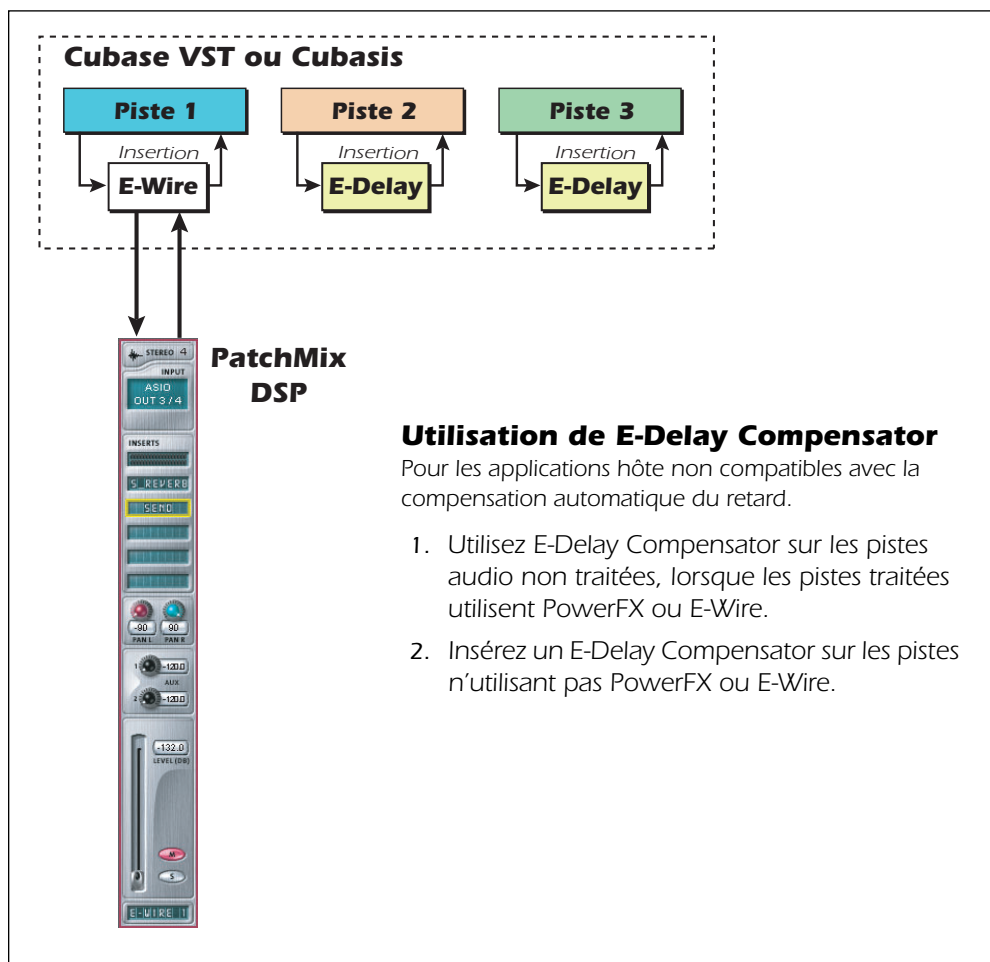 Cubase VST ou Cubasis
Piste 1
Piste 2
Piste 3
Insertion
Insertion
Insertion
E-Wire
E-Delay
E-Delay
STEREO 4
INPUT
ASIO
OUT 3 / 4
INSERTS
S_REVERB
SEND
-90
90
PAN L
PAN R
1
-120.0
AUX
2
-120.0
-132.0
LEVEL (DB)
M
S
E-WIRE 1
PatchMix
DSP
Utilisation de E-Delay Compensator
Pour les applications hôte non compatibles avec la
compensation automatique du retard.
1. Utilisez E-Delay Compensator sur les pistes
audio non traitées, lorsque les pistes traitées
utilisent PowerFX ou E-Wire.
2. Insérez un E-Delay Compensator sur les pistes
n’utilisant pas PowerFX ou E-Wire.